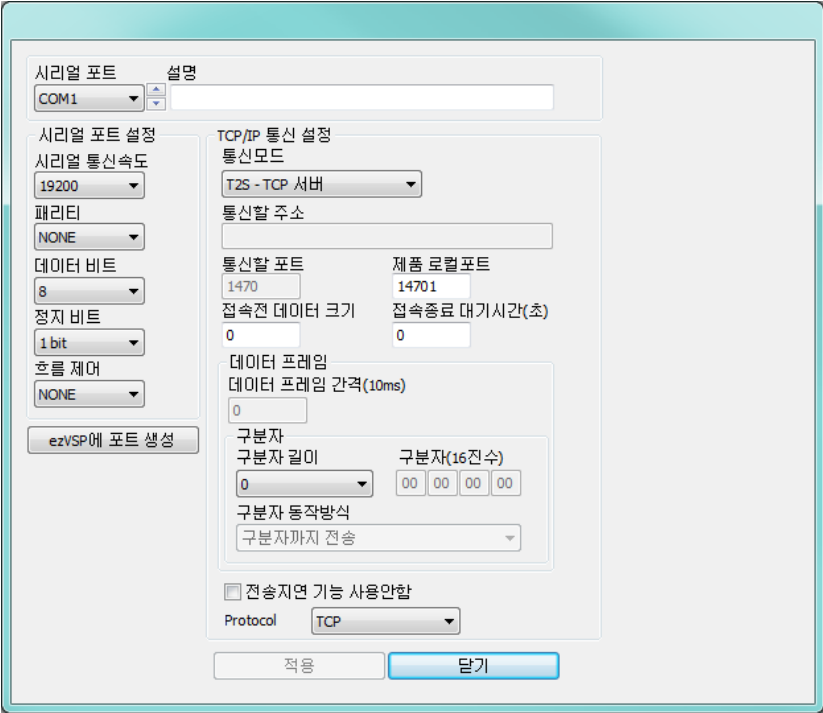 시리얼 포트
설명
COM1
시리얼 포트 설정
시리얼 통신속도
19200
패리티
NONE
데이터 비트
8
정지 비트
1 bit
흐름 제어
NONE
ezVSP에 포트 생성
TCP/IP 통신 설정
통신모드
T2S - TCP 서버
통신할 주소
통신할 포트
제품 로컬포트
1470
14701
접속전 데이터 크기
접속종료 대기시간(초)
0
0
데이터 프레임
데이터 프레임 간격(10ms)
0
구분자
구분자 길이
구분자(16진수)
0
00 00 00 00
구분자 동작방식
구분자까지 전송
전송지연 기능 사용안함
Protocol
TCP
적용
닫기